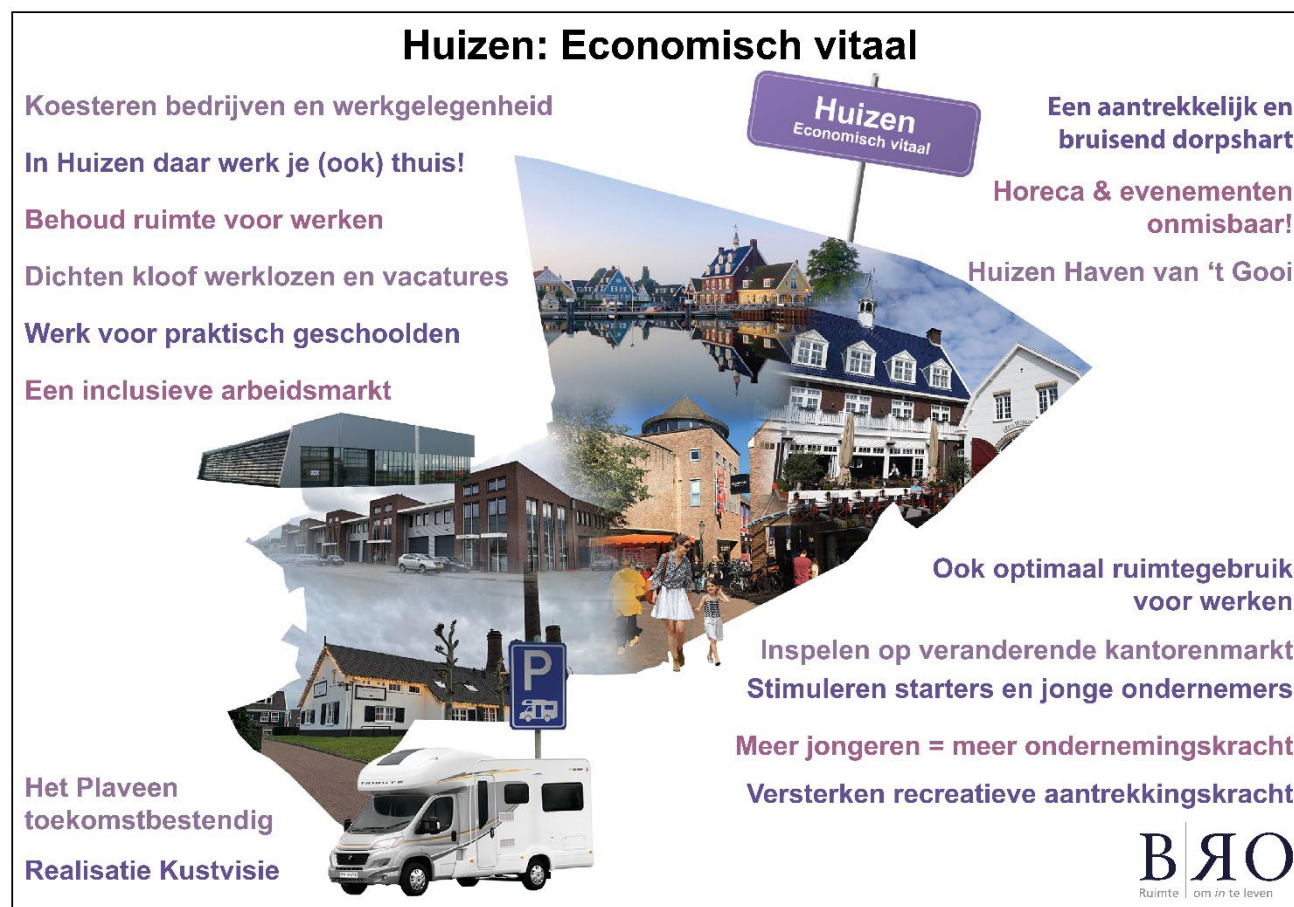 Huizen: Economisch vitaal
Koesteren bedrijven en werkgelegenheid
In Huizen daar werk je (ook) thuis!
Behoud ruimte voor werken
Dichten kloof werklozen en vacatures
Werk voor praktisch geschoolden
Een inclusieve arbeidsmarkt
Huizen
Economisch vitaal
Een aantrekkelijk en
bruisend dorpshart
Horeca & evenementen
onmisbaar!
Huizen Haven van ‘t Gooi
Ook optimaal ruimtegebruik
voor werken
Inspelen op veranderende kantorenmarkt
Stimuleren starters en jonge ondernemers
Meer jongeren = meer ondernemingskracht
Versterken recreatieve aantrekkingskracht
P
TRIBUTE
Het Plaveen
toekomstbestendig
Realisatie Kustvisie
BRO
Ruimte om in te leven